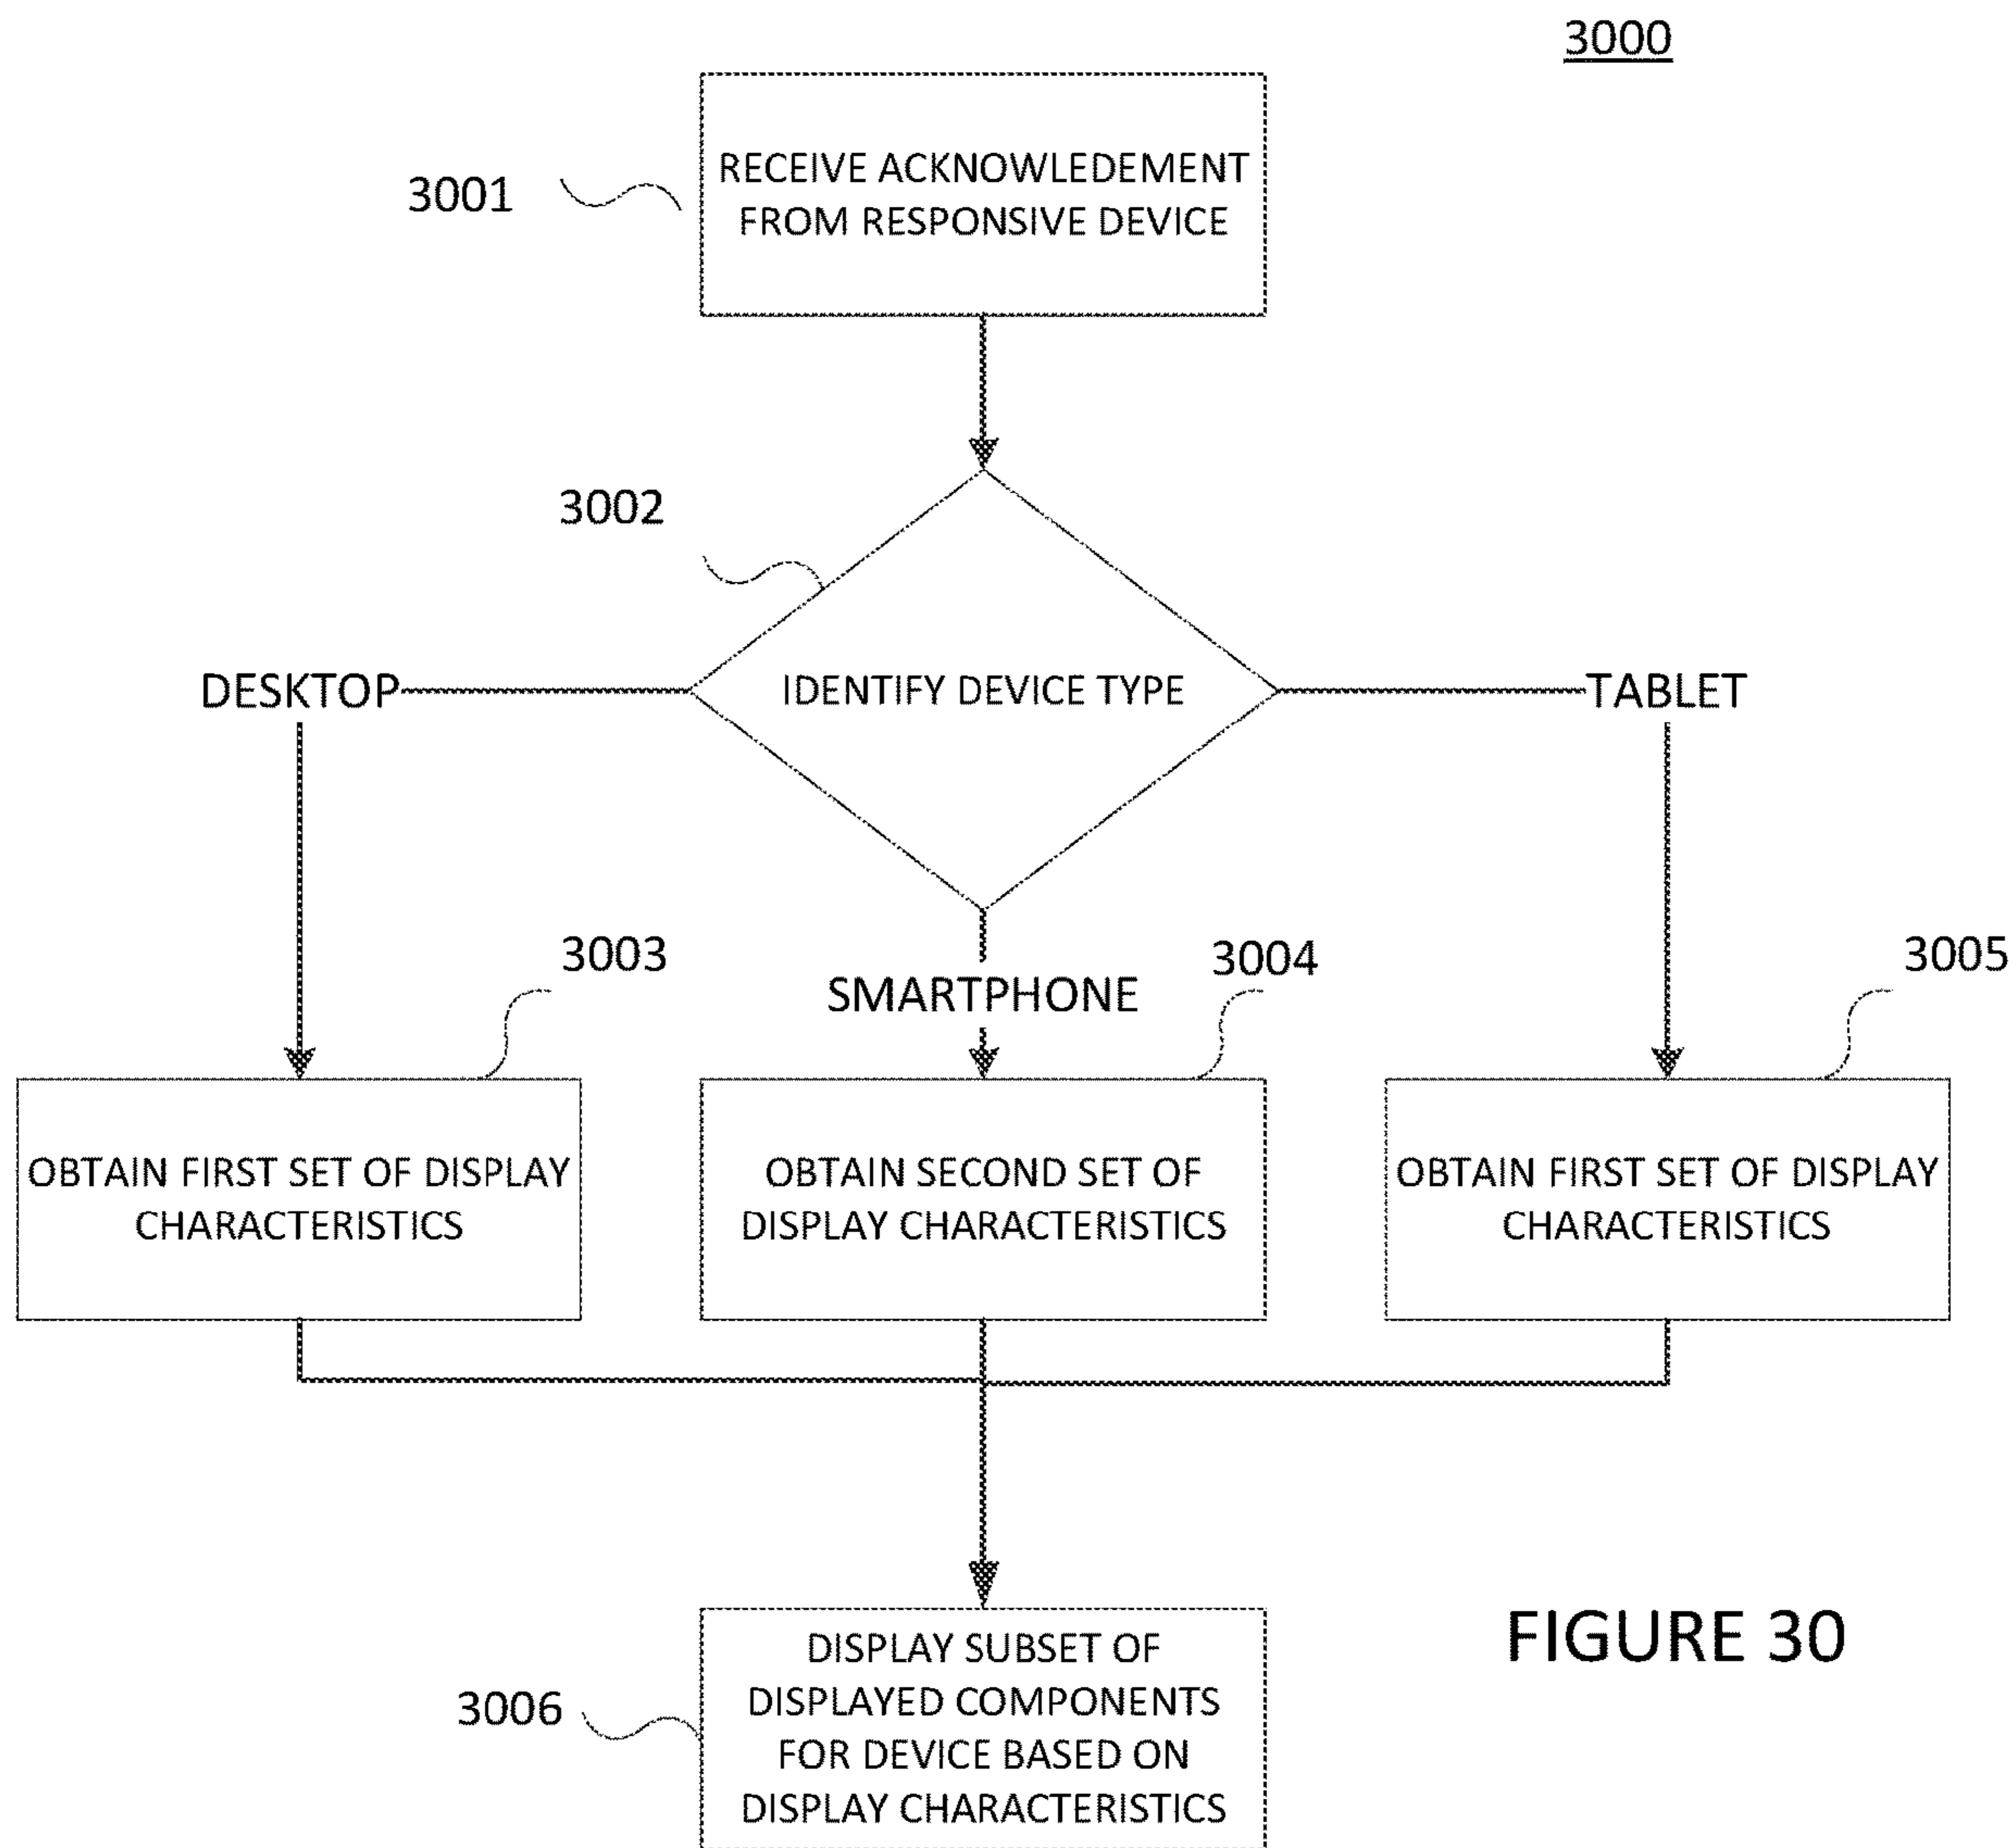 3000
3001
RECEIVE ACKNOWLEDEMENT
FROM RESPONSIVE DEVICE
3002
DESKTOP
IDENTIFY DEVICE TYPE
TABLET
3003
SMARTPHONE
3004
3005
OBTAIN FIRST SET OF DISPLAY
CHARACTERISTICS
OBTAIN SECOND SET OF
DISPLAY CHARACTERISTICS
OBTAIN FIRST SET OF DISPLAY
CHARACTERISTICS
3006
DISPLAY SUBSET OF
DISPLAYED COMPONENTS
FOR DEVICE BASED ON
DISPLAY CHARACTERISTICS
FIGURE 30